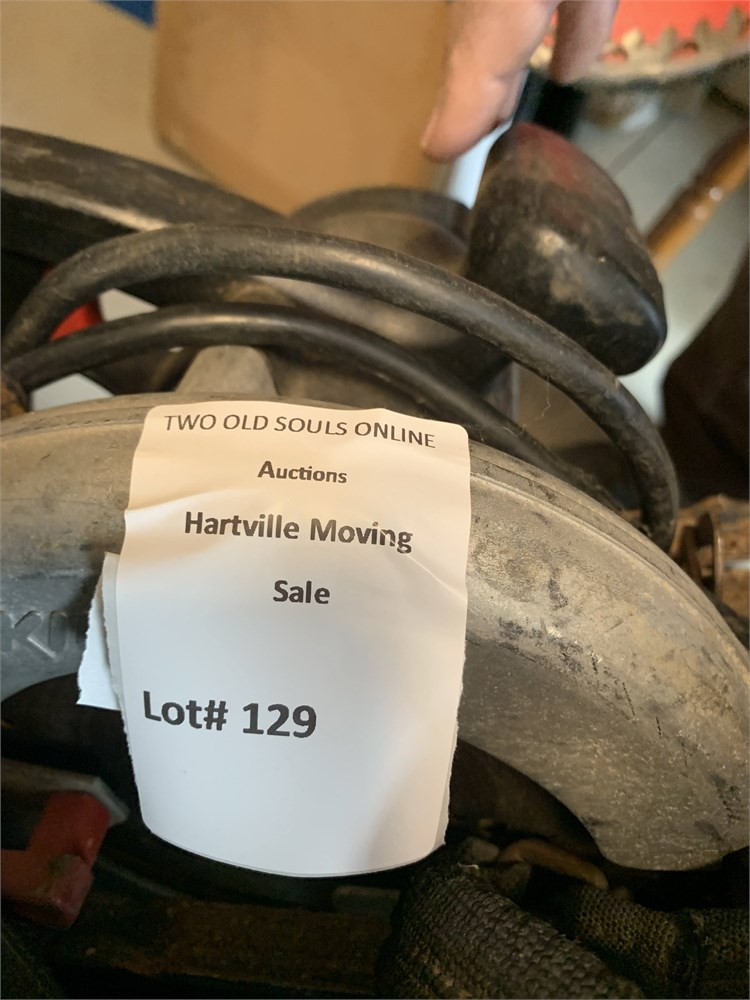 TWO OLD SOULS ONLINE
Auctions
Hartville Moving
Sale
Lot# 129